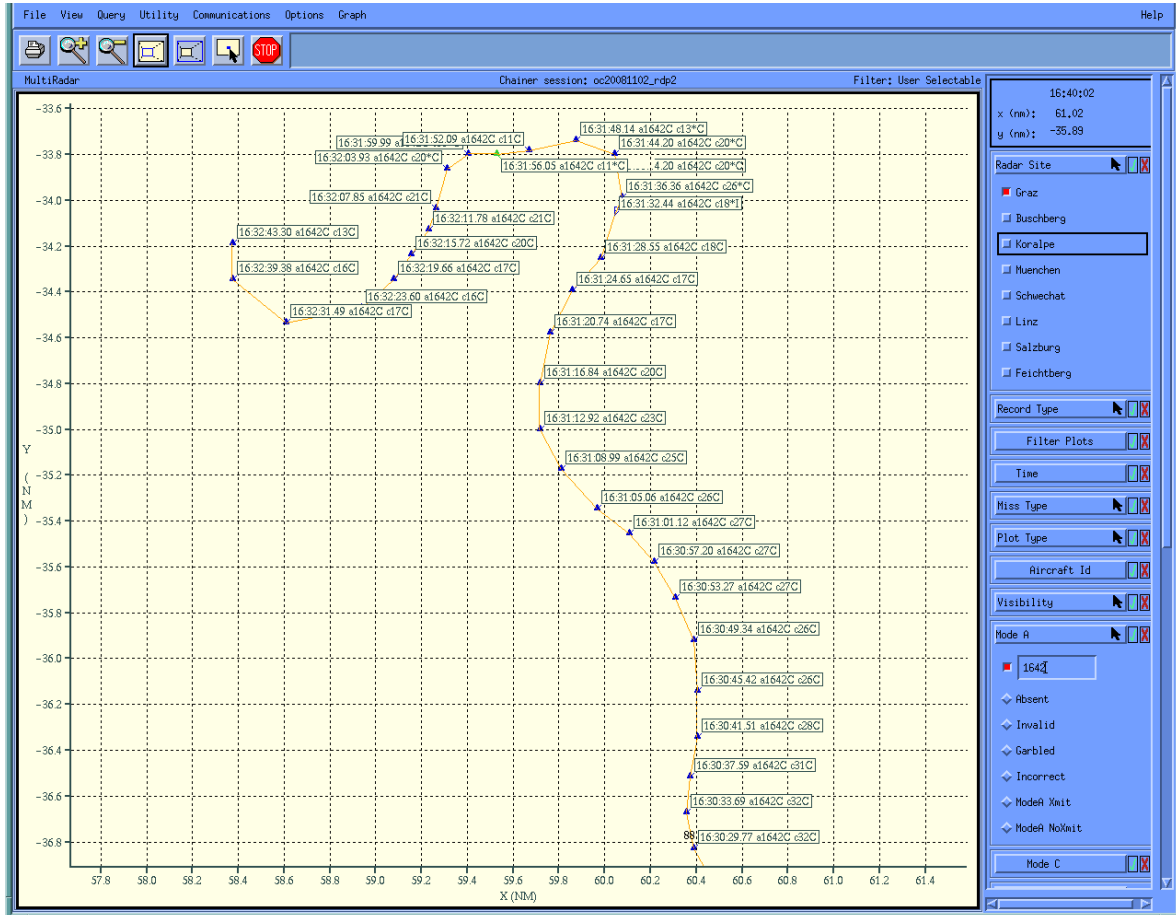 File View Query Utility Communications Options Graph Help
STOP
MultiRadar Chainer session: oc20081102_rdp2 Filter: User Selectable
16:40:02
x (nm): 61.02
y (nm): -35.89
Radar Site
Graz
Buschberg
Koralpe
Muenchen
Schwechat
Linz
Salzburg
Feichtberg
Record Type
Filter Plots
Time
Miss Type
Plot Type
Aircraft Id
Visibility
Mode A
1642
Absent
Invalid
Garbled
Incorrect
ModeA Xmit
ModeA NoXmit
Mode C
-33.6
-33.8
-34.0
-34.2
-34.4
-34.6
-34.8
-35.0
-35.2
-35.4
-35.6
-35.8
-36.0
-36.2
-36.4
-36.6
-36.8
Y (NM)
16:31:48.14 a1642C c13*C
16:31:59.99 a1642C
16:31:52.09 a1642C c11C
16:31:44.20 a1642C c20*C
16:32:03.93 a1642C c20*C
16:31:56.05 a1642C c11*C
4.20 a1642C c20*C
16:31:36.36 a1642C c26*C
16:32:07.85 a1642C c21C
16:31:32.44 a1642C c18*I
16:32:11.78 a1642C c21C
16:32:43.30 a1642C c13C
16:32:15.72 a1642C c20C
16:31:28.55 a1642C c18C
16:32:39.38 a1642C c16C
16:32:19.66 a1642C c17C
16:31:24.65 a1642C c17C
16:32:23.60 a1642C c16C
16:32:31.49 a1642C c17C
16:31:20.74 a1642C c17C
16:31:16.84 a1642C c20C
16:31:12.92 a1642C c23C
16:31:08.99 a1642C c25C
16:31:05.06 a1642C c26C
16:31:01.12 a1642C c27C
16:30:57.20 a1642C c27C
16:30:53.27 a1642C c27C
16:30:49.34 a1642C c26C
16:30:45.42 a1642C c26C
16:30:41.51 a1642C c28C
16:30:37.59 a1642C c31C
16:30:33.69 a1642C c32C
88 16:30:29.77 a1642C c32C
57.8 58.0 58.2 58.4 58.6 58.8 59.0 59.2 59.4 59.6 59.8 60.0 60.2 60.4 60.6 60.8 61.0 61.2 61.4
X (NM)